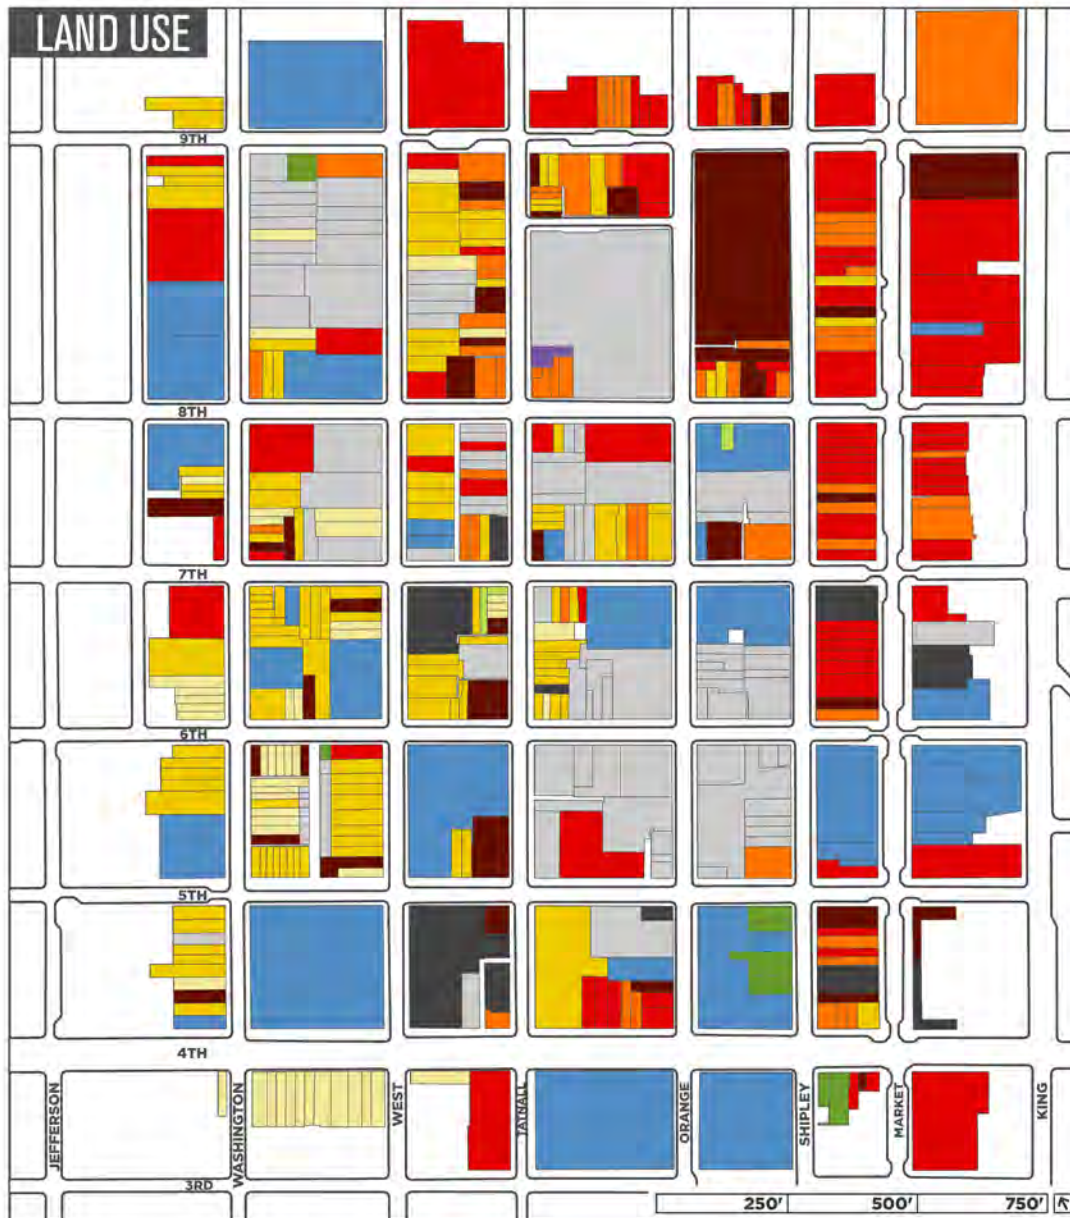 LAND USE
9TH
8TH
7TH
6TH
5TH
4TH
JEFFERSON
WASHINGTON
WEST
TATNALL
ORANGE
SHIPLEY
MARKET
KING
3RD
250' 500' 750'